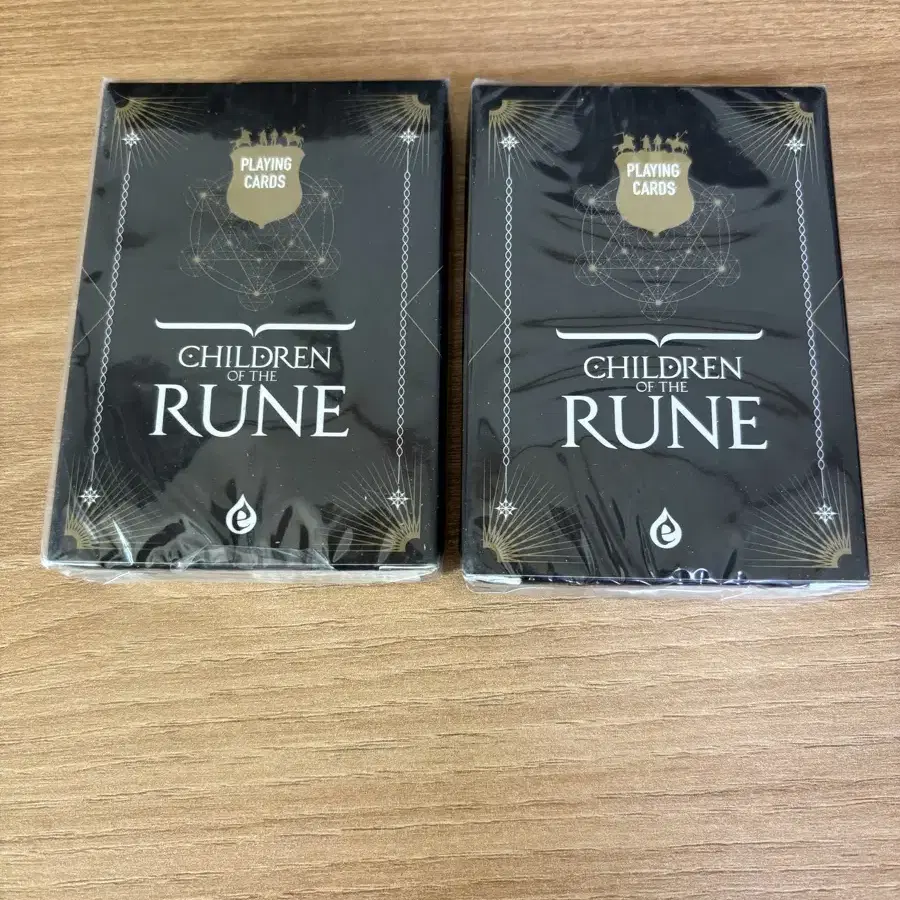 PLAYING
CARDS
CHILDREN
OF THE
RUNE
e
PLAYING
CARDS
CHILDREN
OF THE
RUNE
e